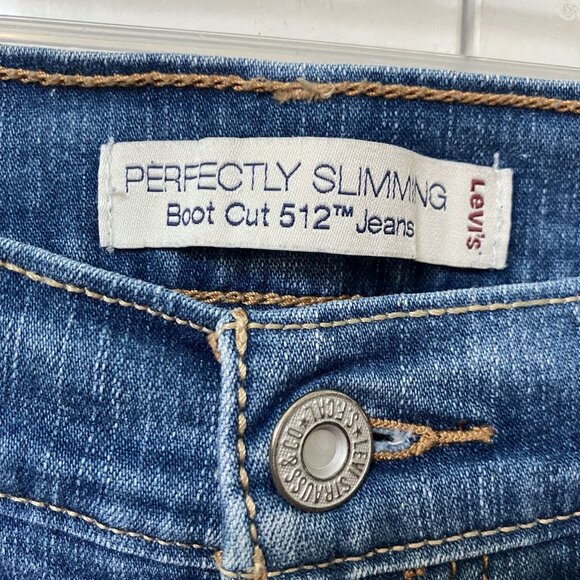 PERFECTLY SLIMMING
Boot Cut 512™ Jeans
Levi's
LEVI STRAUSS & CO. S.F. CAL